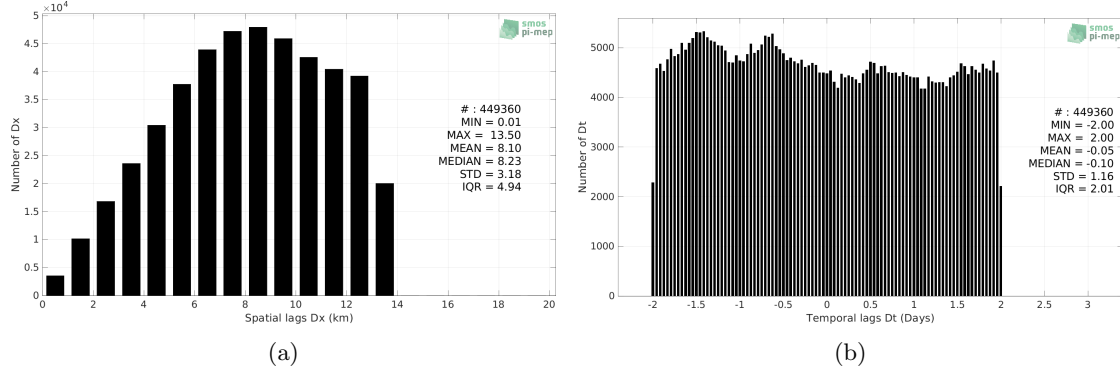 ×10^4
5
4.5
4
3.5
3
2.5
2
1.5
1
0.5
0
Number of Dx
0 2 4 6 8 10 12 14 16 18 20
Spatial lags Dx (km)
smos
pi-mep
# : 449360
MIN = 0.01
MAX = 13.50
MEAN = 8.10
MEDIAN = 8.23
STD = 3.18
IQR = 4.94
(a)
5000
4000
3000
2000
1000
0
Number of Dt
-2 -1.5 -1 -0.5 0 0.5 1 1.5 2 2.5 3
Temporal lags Dt (Days)
smos
pi-mep
# : 449360
MIN = -2.00
MAX = 2.00
MEAN = -0.05
MEDIAN = -0.10
STD = 1.16
IQR = 2.01
(b)